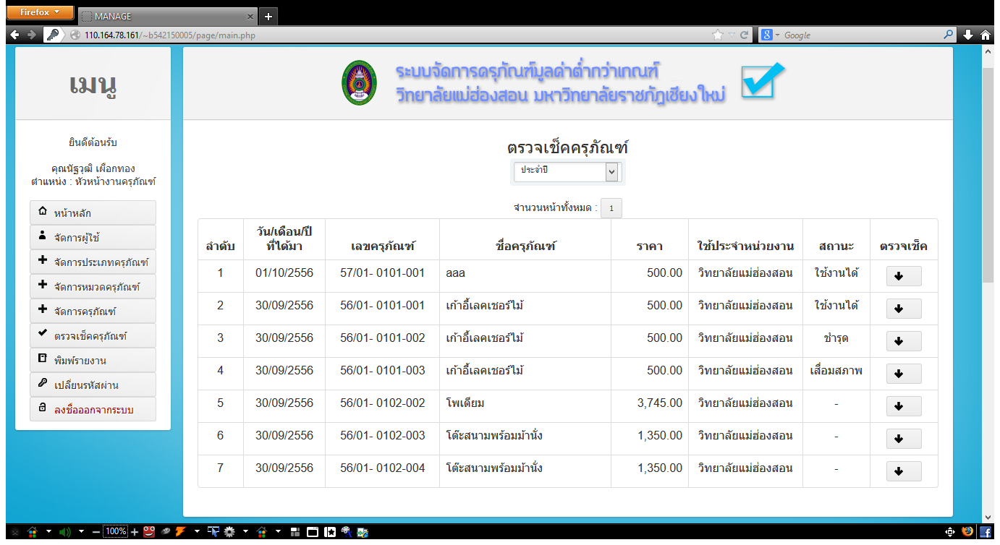 Firefox
MANAGE
110.164.78.161/~b542150005/page/main.php
Google
เมนู
ยินดีต้อนรับ
คุณนัฐวุฒิ เผือกทอง
ตำแหน่ง : หัวหน้างานครุภัณฑ์
หน้าหลัก
จัดการผู้ใช้
จัดการประเภทครุภัณฑ์
จัดการหมวดครุภัณฑ์
จัดการครุภัณฑ์
ตรวจเช็คครุภัณฑ์
พิมพ์รายงาน
เปลี่ยนรหัสผ่าน
ลงชื่อออกจากระบบ
ระบบจัดการครุภัณฑ์มูลค่าต่ำกว่าเกณฑ์
วิทยาลัยแม่ฮ่องสอน มหาวิทยาลัยราชภัฏเชียงใหม่
ตรวจเช็คครุภัณฑ์
ประจำปี
จำนวนหน้าทั้งหมด : 1
ลำดับ วัน/เดือน/ปี ที่ได้มา เลขครุภัณฑ์ ชื่อครุภัณฑ์ ราคา ใช้ประจำหน่วยงาน สถานะ ตรวจเช็ค
1 01/10/2556 57/01- 0101-001 aaa 500.00 วิทยาลัยแม่ฮ่องสอน ใช้งานได้
2 30/09/2556 56/01- 0101-001 เก้าอี้เลคเชอร์ไม้ 500.00 วิทยาลัยแม่ฮ่องสอน ใช้งานได้
3 30/09/2556 56/01- 0101-002 เก้าอี้เลคเชอร์ไม้ 500.00 วิทยาลัยแม่ฮ่องสอน ชำรุด
4 30/09/2556 56/01- 0101-003 เก้าอี้เลคเชอร์ไม้ 500.00 วิทยาลัยแม่ฮ่องสอน เสื่อมสภาพ
5 30/09/2556 56/01- 0102-002 โพเดียม 3,745.00 วิทยาลัยแม่ฮ่องสอน -
6 30/09/2556 56/01- 0102-003 โต๊ะสนามพร้อมม้านั่ง 1,350.00 วิทยาลัยแม่ฮ่องสอน -
7 30/09/2556 56/01- 0102-004 โต๊ะสนามพร้อมม้านั่ง 1,350.00 วิทยาลัยแม่ฮ่องสอน -
100%